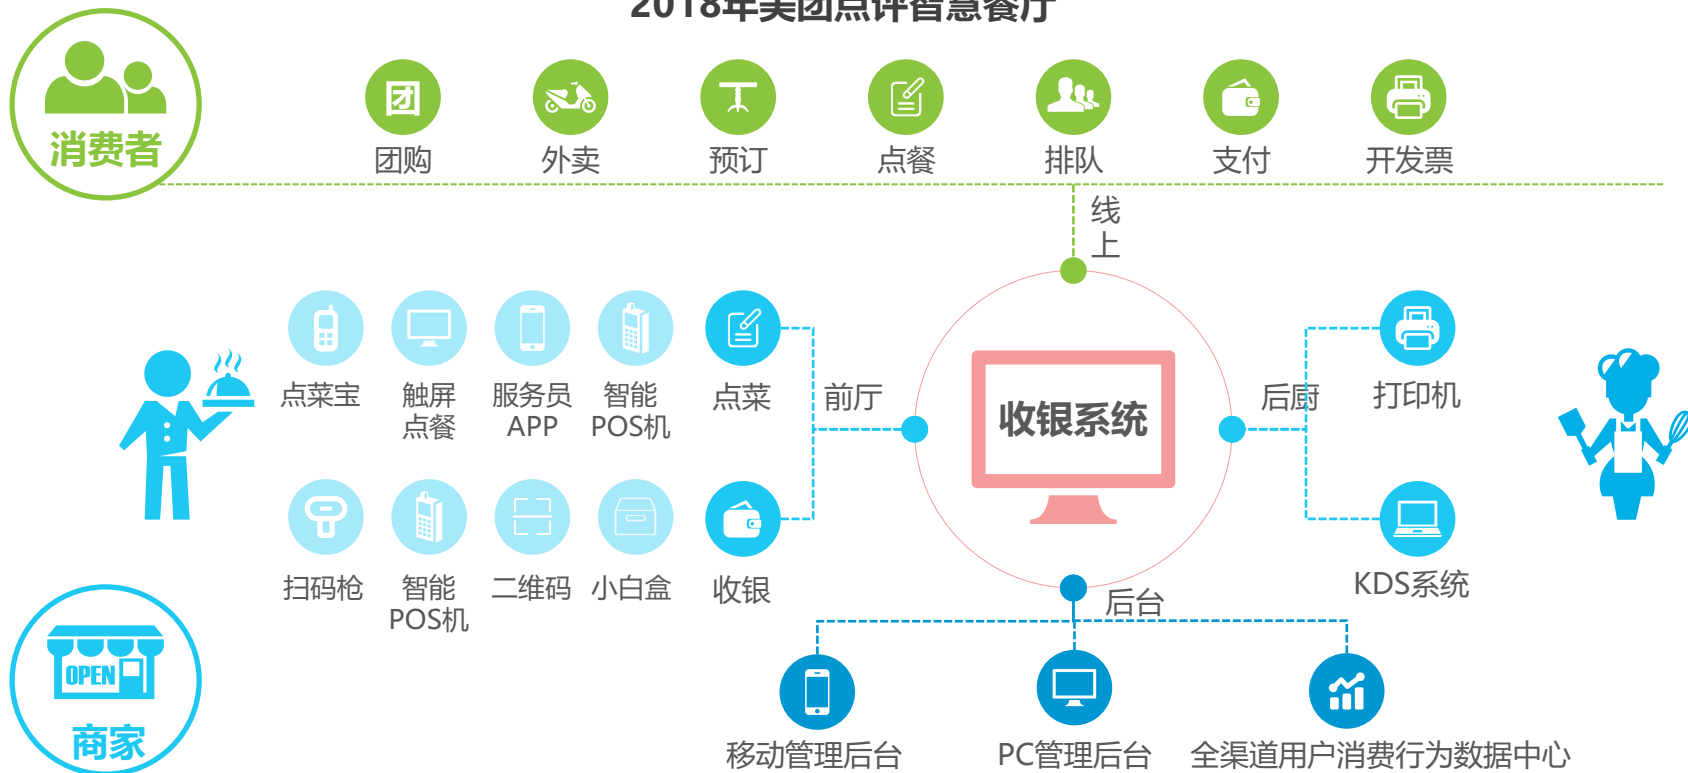 2018年美团点评智慧餐厅
消费者
团
团购
外卖
预订
点餐
排队
支付
开发票
线
上
点菜宝
触屏
点餐
服务员
APP
智能
POS机
点菜
前厅
收银系统
后厨
打印机
扫码枪
智能
POS机
二维码
小白盒
收银
KDS系统
后台
OPEN
商家
移动管理后台
PC管理后台
全渠道用户消费行为数据中心